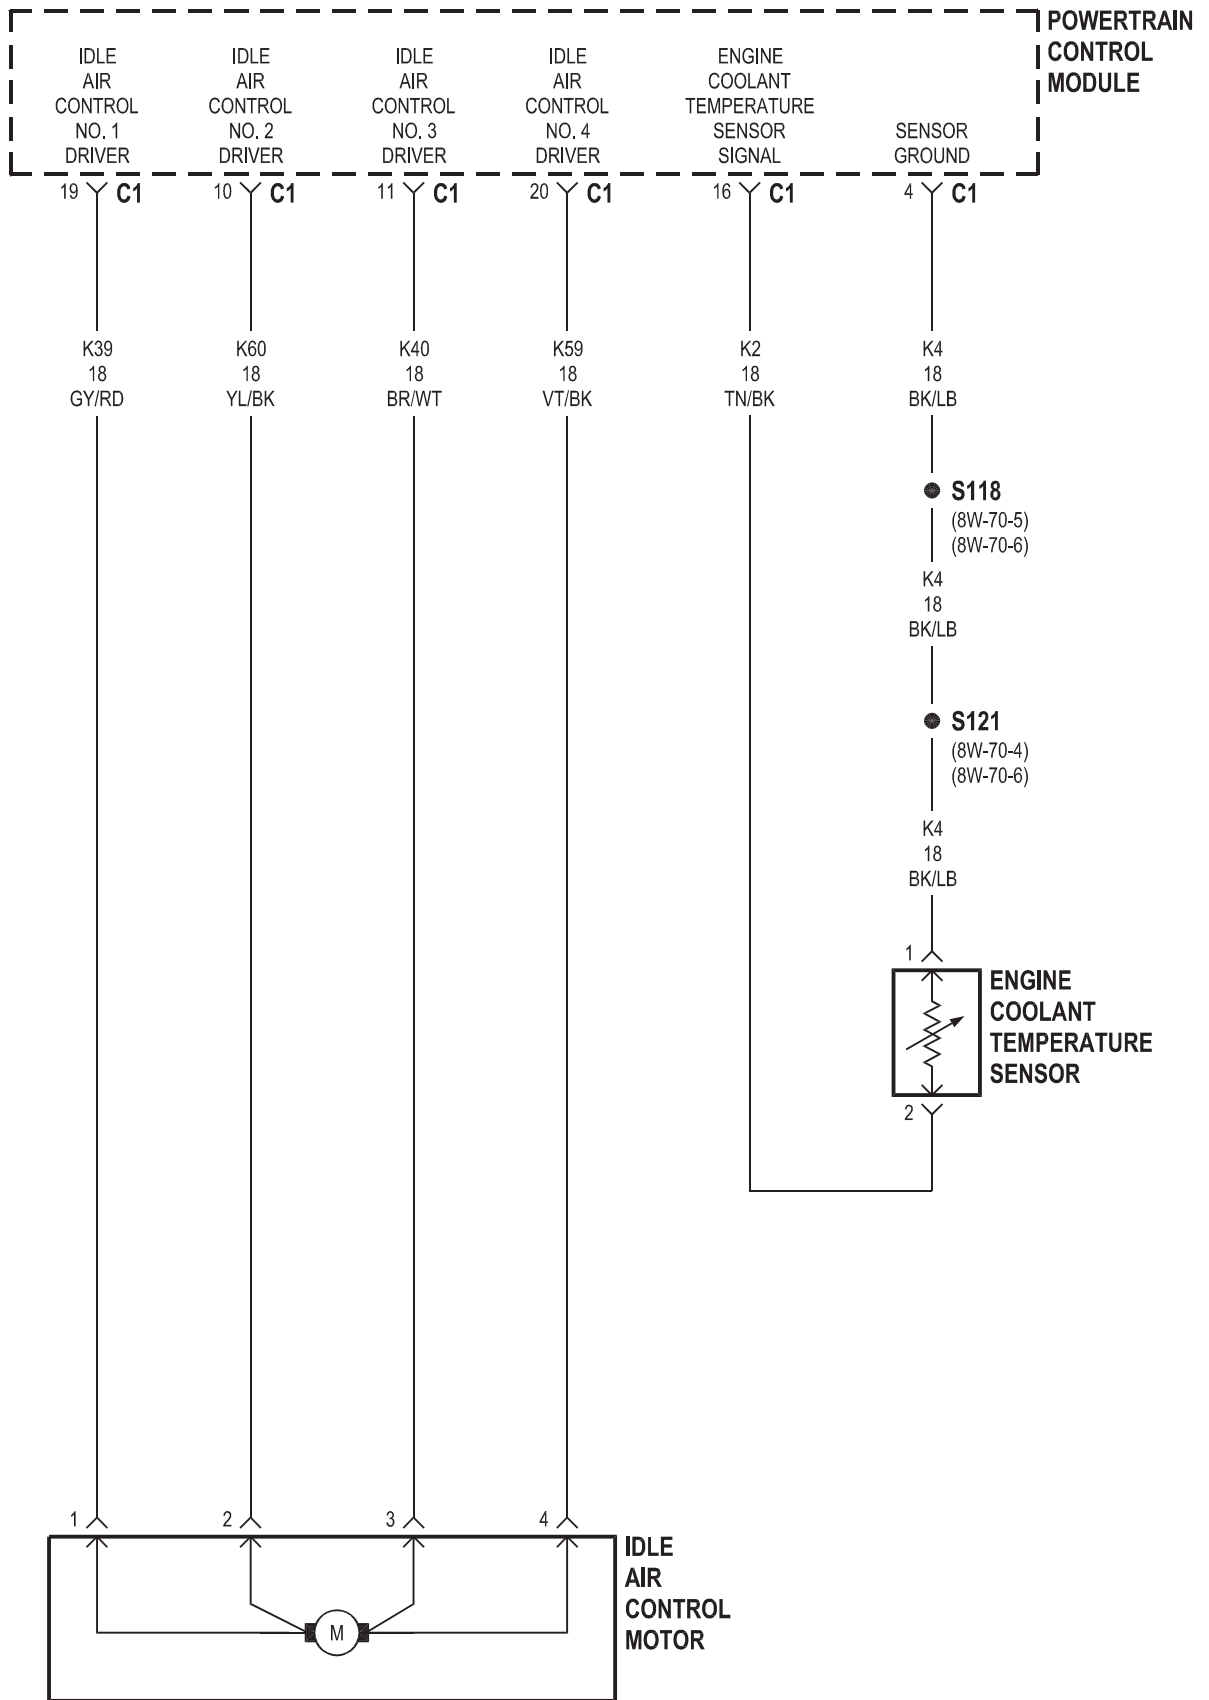 POWERTRAIN
CONTROL
MODULE
IDLE
AIR
CONTROL
NO. 1
DRIVER
IDLE
AIR
CONTROL
NO. 2
DRIVER
IDLE
AIR
CONTROL
NO. 3
DRIVER
IDLE
AIR
CONTROL
NO. 4
DRIVER
ENGINE
COOLANT
TEMPERATURE
SENSOR
SIGNAL
SENSOR
GROUND
19 C1
10 C1
11 C1
20 C1
16 C1
4 C1
K39
18
GY/RD
K60
18
YL/BK
K40
18
BR/WT
K59
18
VT/BK
K2
18
TN/BK
K4
18
BK/LB
S118
(8W-70-5)
(8W-70-6)
K4
18
BK/LB
S121
(8W-70-4)
(8W-70-6)
K4
18
BK/LB
1
ENGINE
COOLANT
TEMPERATURE
SENSOR
2
1
2
3
4
IDLE
AIR
CONTROL
MOTOR
M